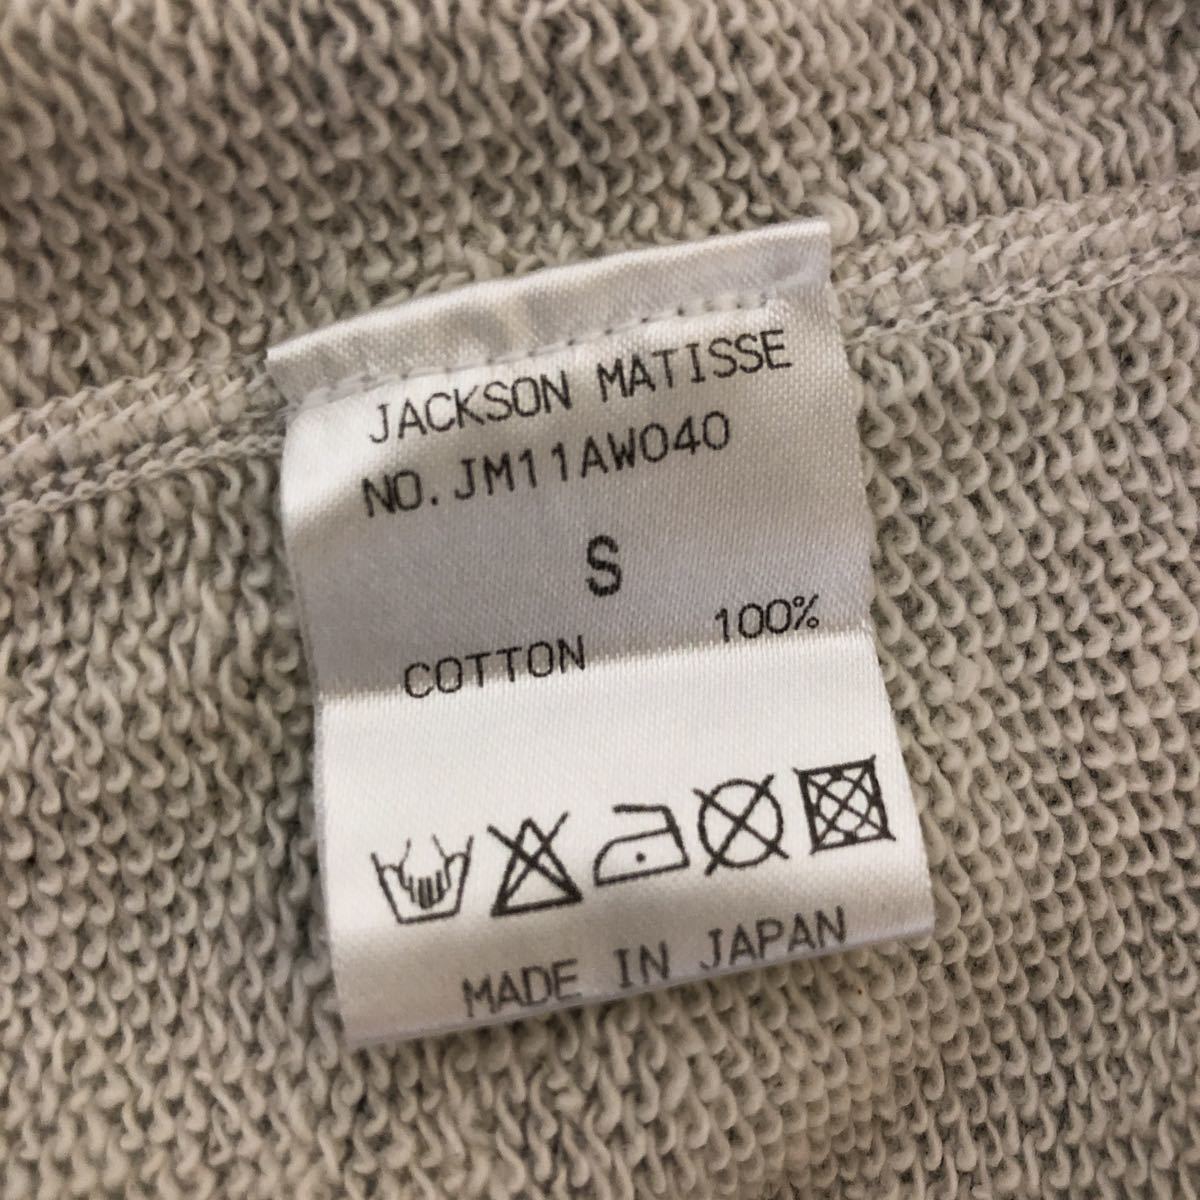 JACKSON MATISSE
NO.JM11AW040
S
COTTON 100%
MADE IN JAPAN